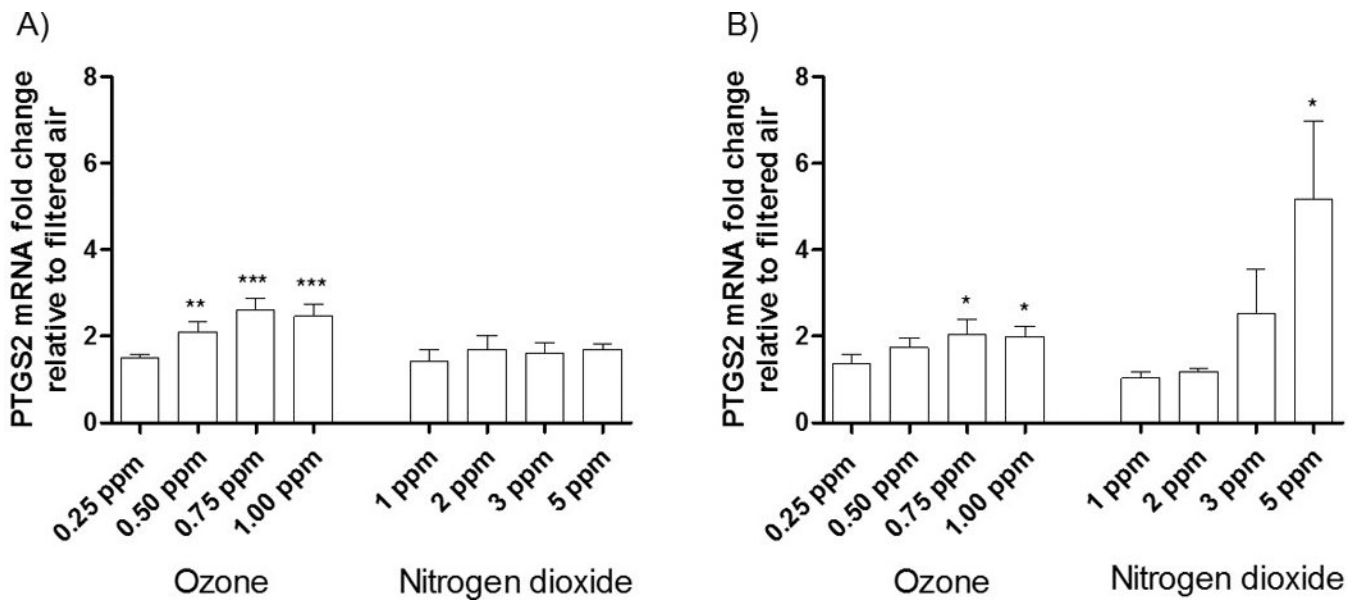 A)
PTGS2 mRNA fold change
relative to filtered air
8
6
4
2
0
**
***
***
0.25 ppm
0.50 ppm
0.75 ppm
1.00 ppm
1 ppm
2 ppm
3 ppm
5 ppm
Ozone
Nitrogen dioxide
B)
PTGS2 mRNA fold change
relative to filtered air
8
6
4
2
0
*
*
*
0.25 ppm
0.50 ppm
0.75 ppm
1.00 ppm
1 ppm
2 ppm
3 ppm
5 ppm
Ozone
Nitrogen dioxide